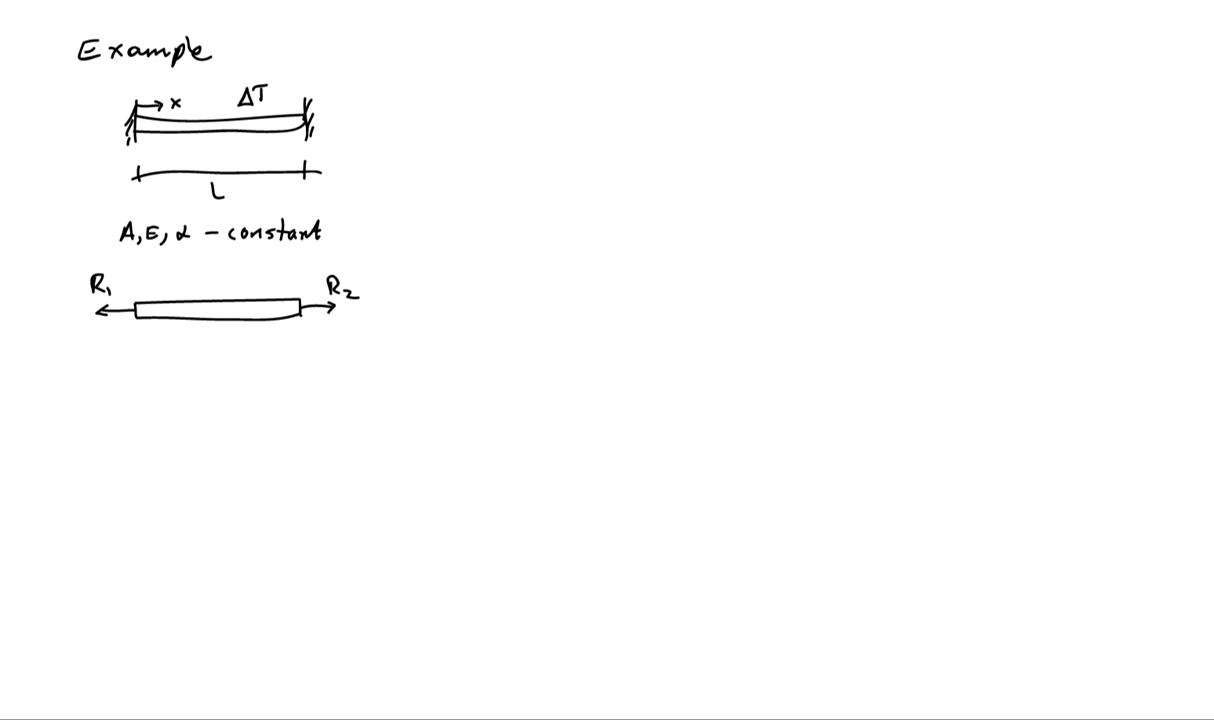 Example
x ΔT
L
A, E, α - constant
R₁ R₂